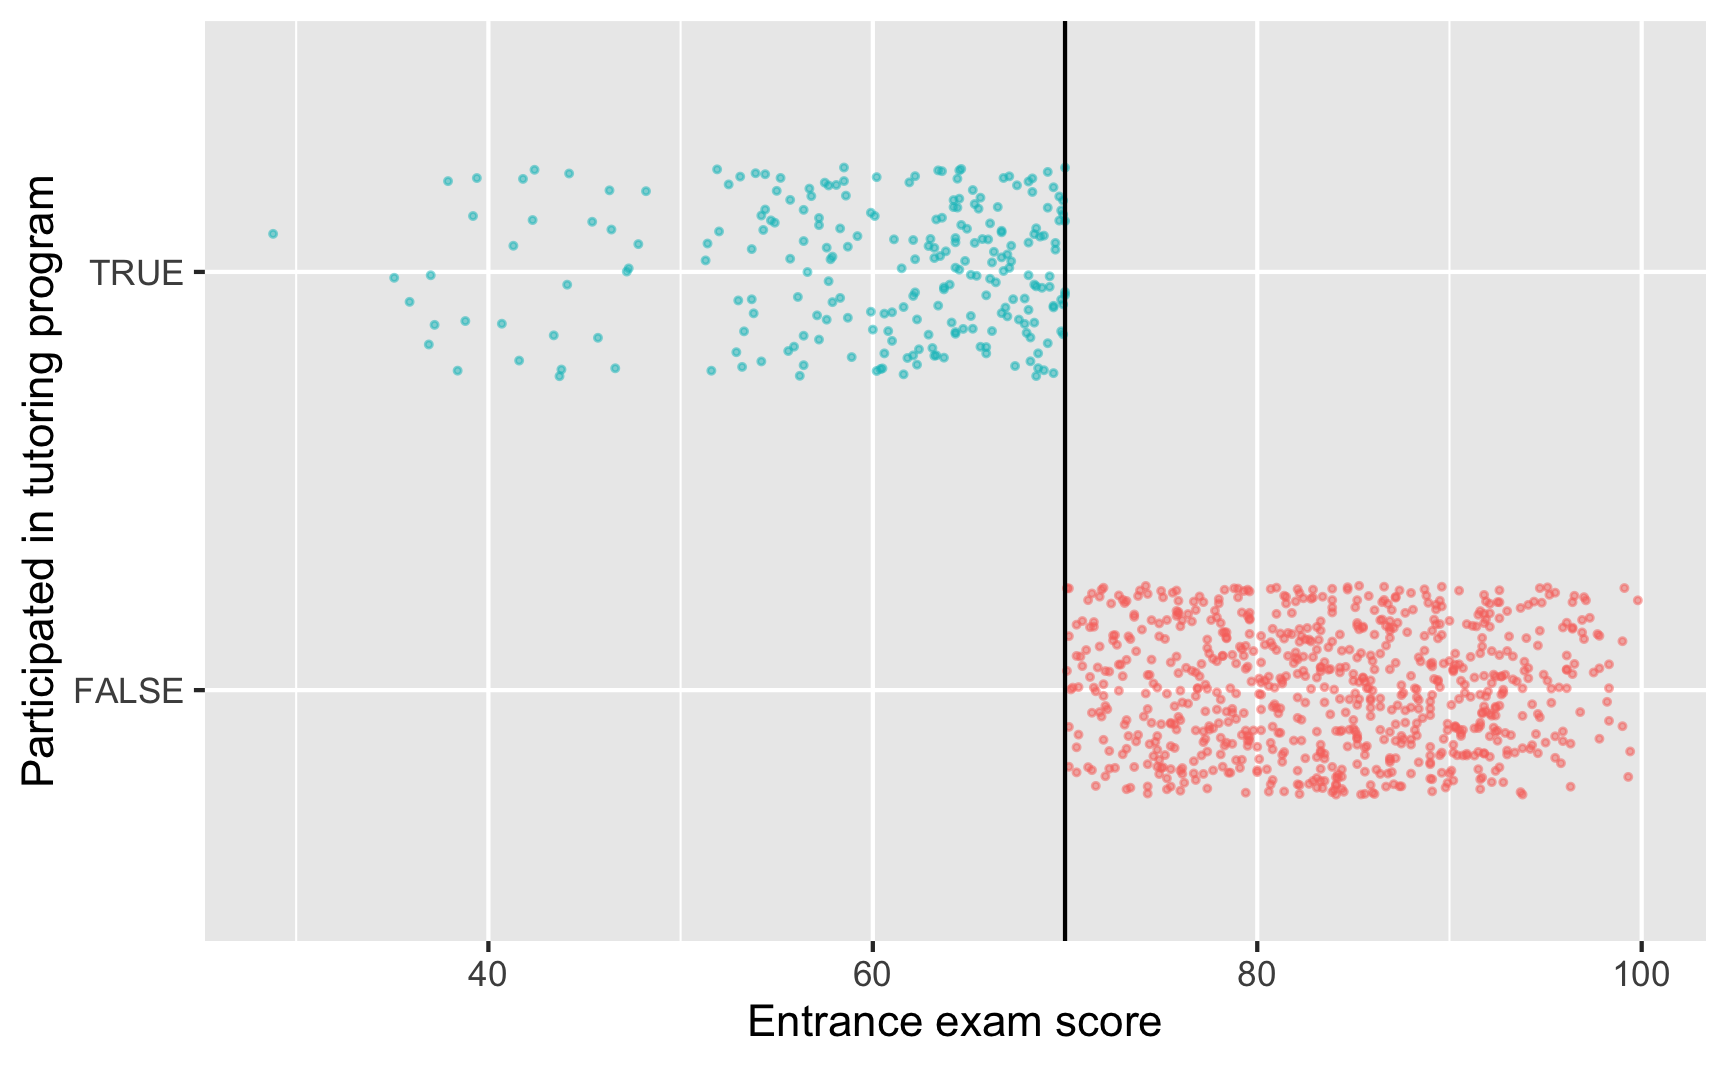 Participated in tutoring program
TRUE
FALSE
40
60
80
100
Entrance exam score